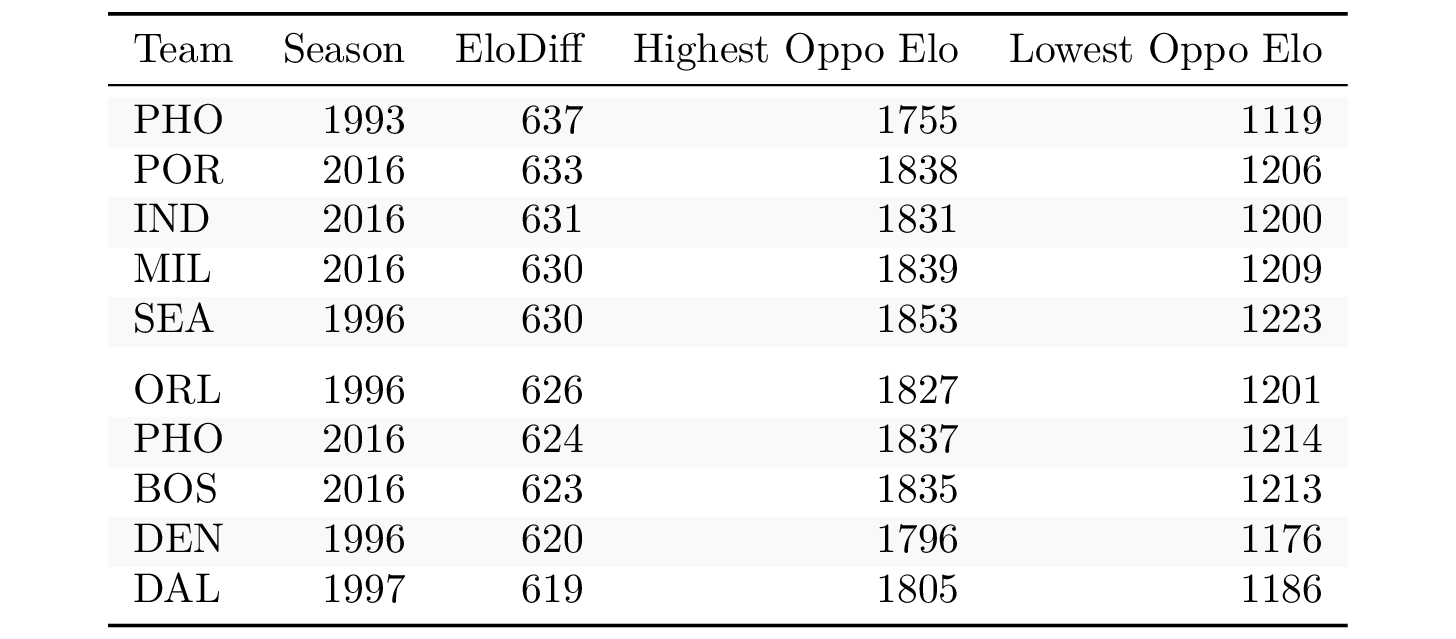 Team Season EloDiff Highest Oppo Elo Lowest Oppo Elo
PHO 1993 637 1755 1119
POR 2016 633 1838 1206
IND 2016 631 1831 1200
MIL 2016 630 1839 1209
SEA 1996 630 1853 1223
ORL 1996 626 1827 1201
PHO 2016 624 1837 1214
BOS 2016 623 1835 1213
DEN 1996 620 1796 1176
DAL 1997 619 1805 1186